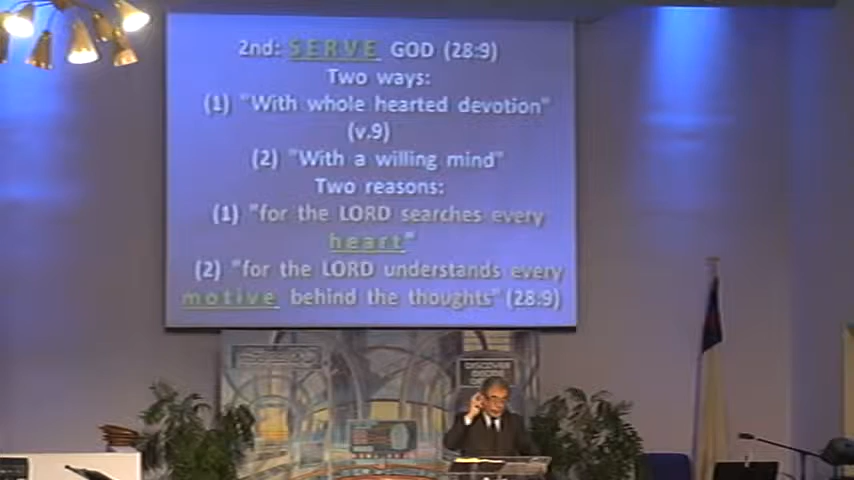 2nd: SERVE GOD (28:9)
Two ways:
(1) "With whole hearted devotion"
(v.9)
(2) "With a willing mind"
Two reasons:
(1) "for the LORD searches every
heart"
(2) "for the LORD understands every
motive behind the thoughts" (28:9)
DISCOVER